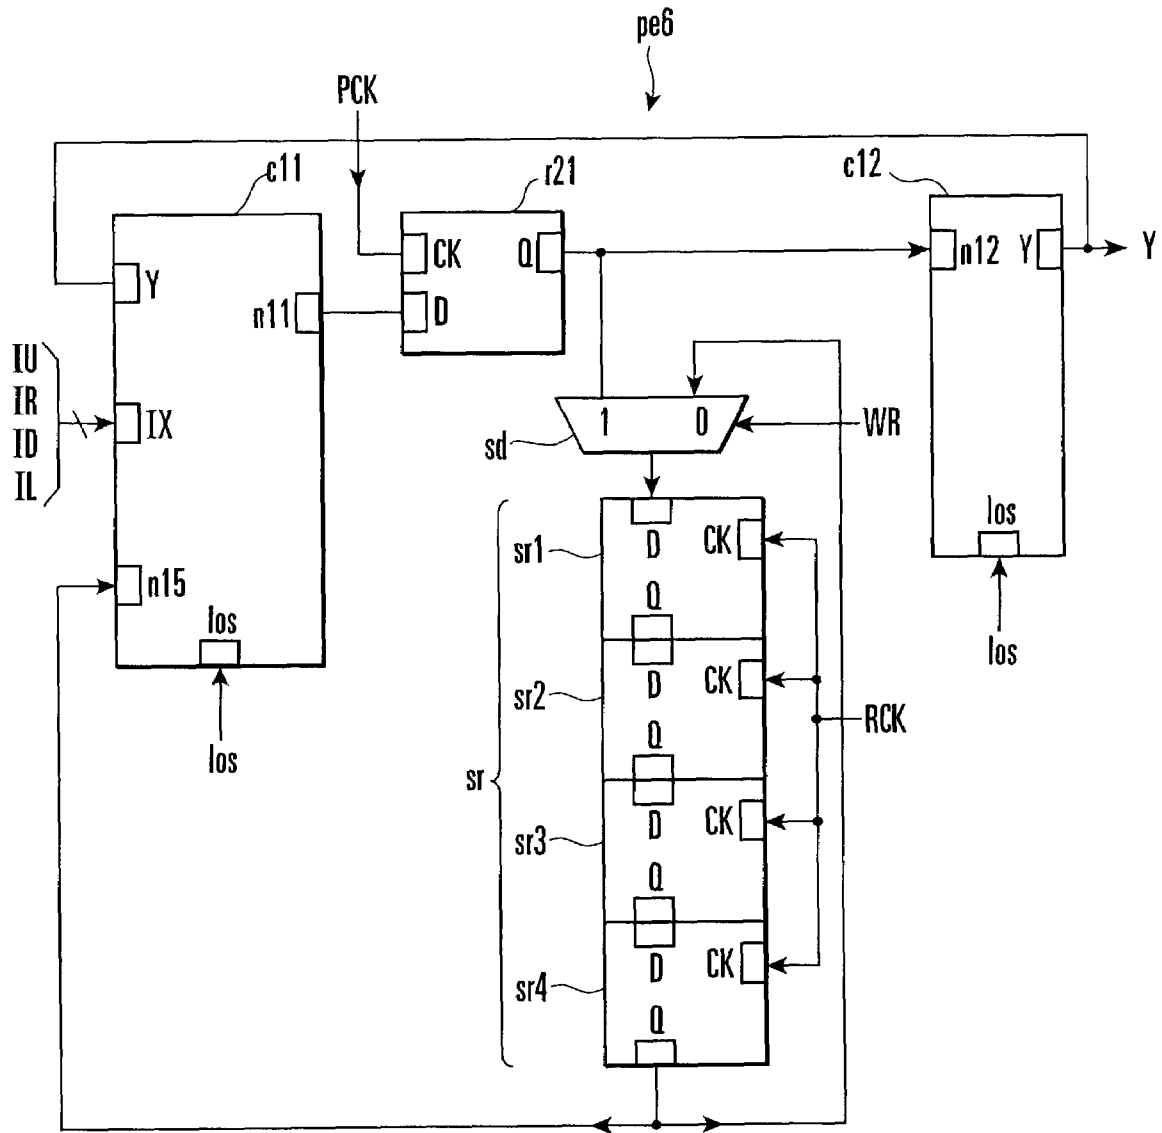 pe6
PCK
c11
r21
c12
CK
Q
D
Y
n11
n12
Y
Y
IU
IR
ID
IL
IX
1
0
WR
sd
n15
Ios
Ios
sr
sr1
D
CK
Q
sr2
D
CK
Q
RCK
sr3
D
CK
Q
sr4
D
CK
Q
Ios
Ios